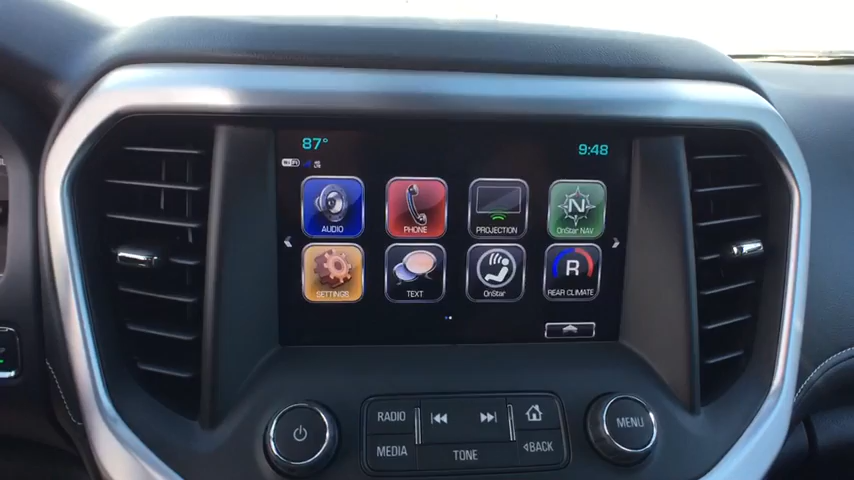 87°
9:48
AUDIO
PHONE
PROJECTION
N
OnStar NAV
SETTINGS
TEXT
OnStar
R
REAR CLIMATE
RADIO
MENU
MEDIA
TONE
BACK